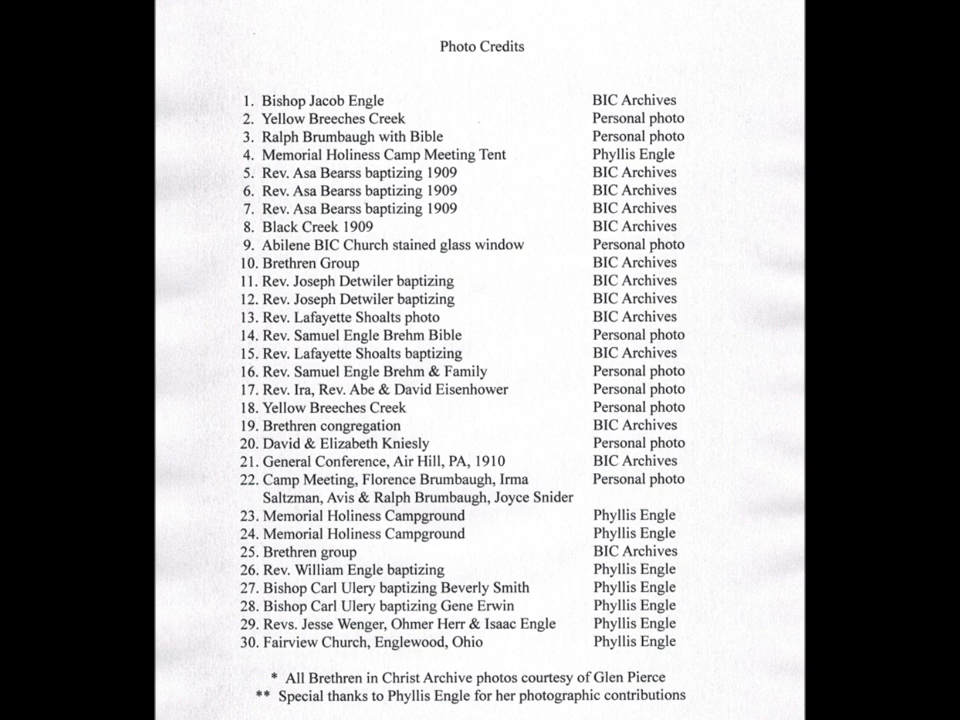 Photo Credits
1. Bishop Jacob Engle BIC Archives
2. Yellow Breeches Creek Personal photo
3. Ralph Brumbaugh with Bible Personal photo
4. Memorial Holiness Camp Meeting Tent Phyllis Engle
5. Rev. Asa Bearss baptizing 1909 BIC Archives
6. Rev. Asa Bearss baptizing 1909 BIC Archives
7. Rev. Asa Bearss baptizing 1909 BIC Archives
8. Black Creek 1909 BIC Archives
9. Abilene BIC Church stained glass window Personal photo
10. Brethren Group BIC Archives
11. Rev. Joseph Detwiler baptizing BIC Archives
12. Rev. Joseph Detwiler baptizing BIC Archives
13. Rev. Lafayette Shoalts photo BIC Archives
14. Rev. Samuel Engle Brehm Bible Personal photo
15. Rev. Lafayette Shoalts baptizing BIC Archives
16. Rev. Samuel Engle Brehm & Family Personal photo
17. Rev. Ira, Rev. Abe & David Eisenhower Personal photo
18. Yellow Breeches Creek Personal photo
19. Brethren congregation BIC Archives
20. David & Elizabeth Kniesly Personal photo
21. General Conference, Air Hill, PA, 1910 BIC Archives
22. Camp Meeting, Florence Brumbaugh, Irma Personal photo
Saltzman, Avis & Ralph Brumbaugh, Joyce Snider
23. Memorial Holiness Campground Phyllis Engle
24. Memorial Holiness Campground Phyllis Engle
25. Brethren group BIC Archives
26. Rev. William Engle baptizing Phyllis Engle
27. Bishop Carl Ulery baptizing Beverly Smith Phyllis Engle
28. Bishop Carl Ulery baptizing Gene Erwin Phyllis Engle
29. Revs. Jesse Wenger, Ohmer Herr & Isaac Engle Phyllis Engle
30. Fairview Church, Englewood, Ohio Phyllis Engle
* All Brethren in Christ Archive photos courtesy of Glen Pierce
** Special thanks to Phyllis Engle for her photographic contributions